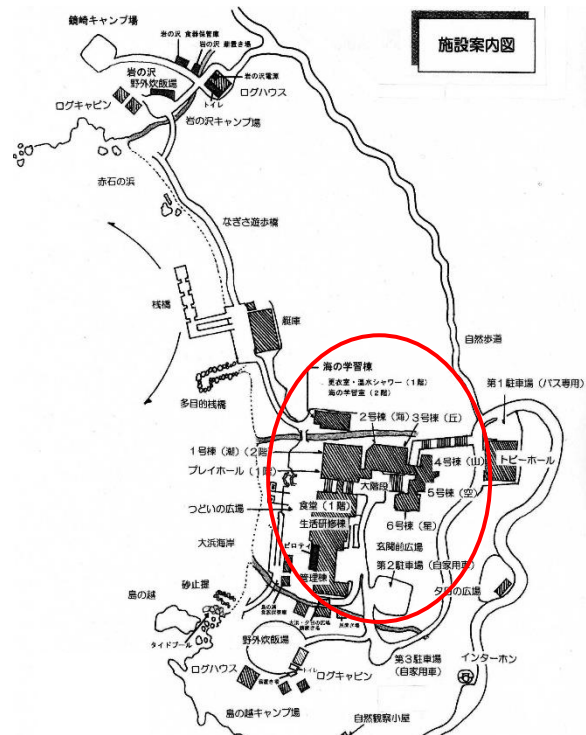 施設案内図
鏡崎キャンプ場
岩の沢 食器保管庫
岩の沢 薪置き場
岩の沢電源
ログハウス
岩の沢
野外炊飯場
ログキャビン
トイレ
岩の沢キャンプ場
赤石の浜
なぎさ遊歩橋
桟橋
艇庫
自然歩道
海の学習棟
更衣室・温水シャワー(1階)
海の学習室(2階)
第1駐車場(バス専用)
多目的桟橋
2号棟(海)
3号棟(丘)
1号棟(潮)2階
プレイホール(1階)
4号棟(山)
トビーホール
大階段
5号棟(空)
つどいの広場
食堂(1階)
6号棟(星)
生活研修棟
大浜海岸
ピロティ
玄関前広場
管理棟
第2駐車場(自家用車)
砂止堤
島の越
夕日の広場
タイドプール
野外炊飯場
第3駐車場
(自家用車)
インターホン
ログハウス
トイレ
ログキャビン
島の越キャンプ場
自然観察小屋